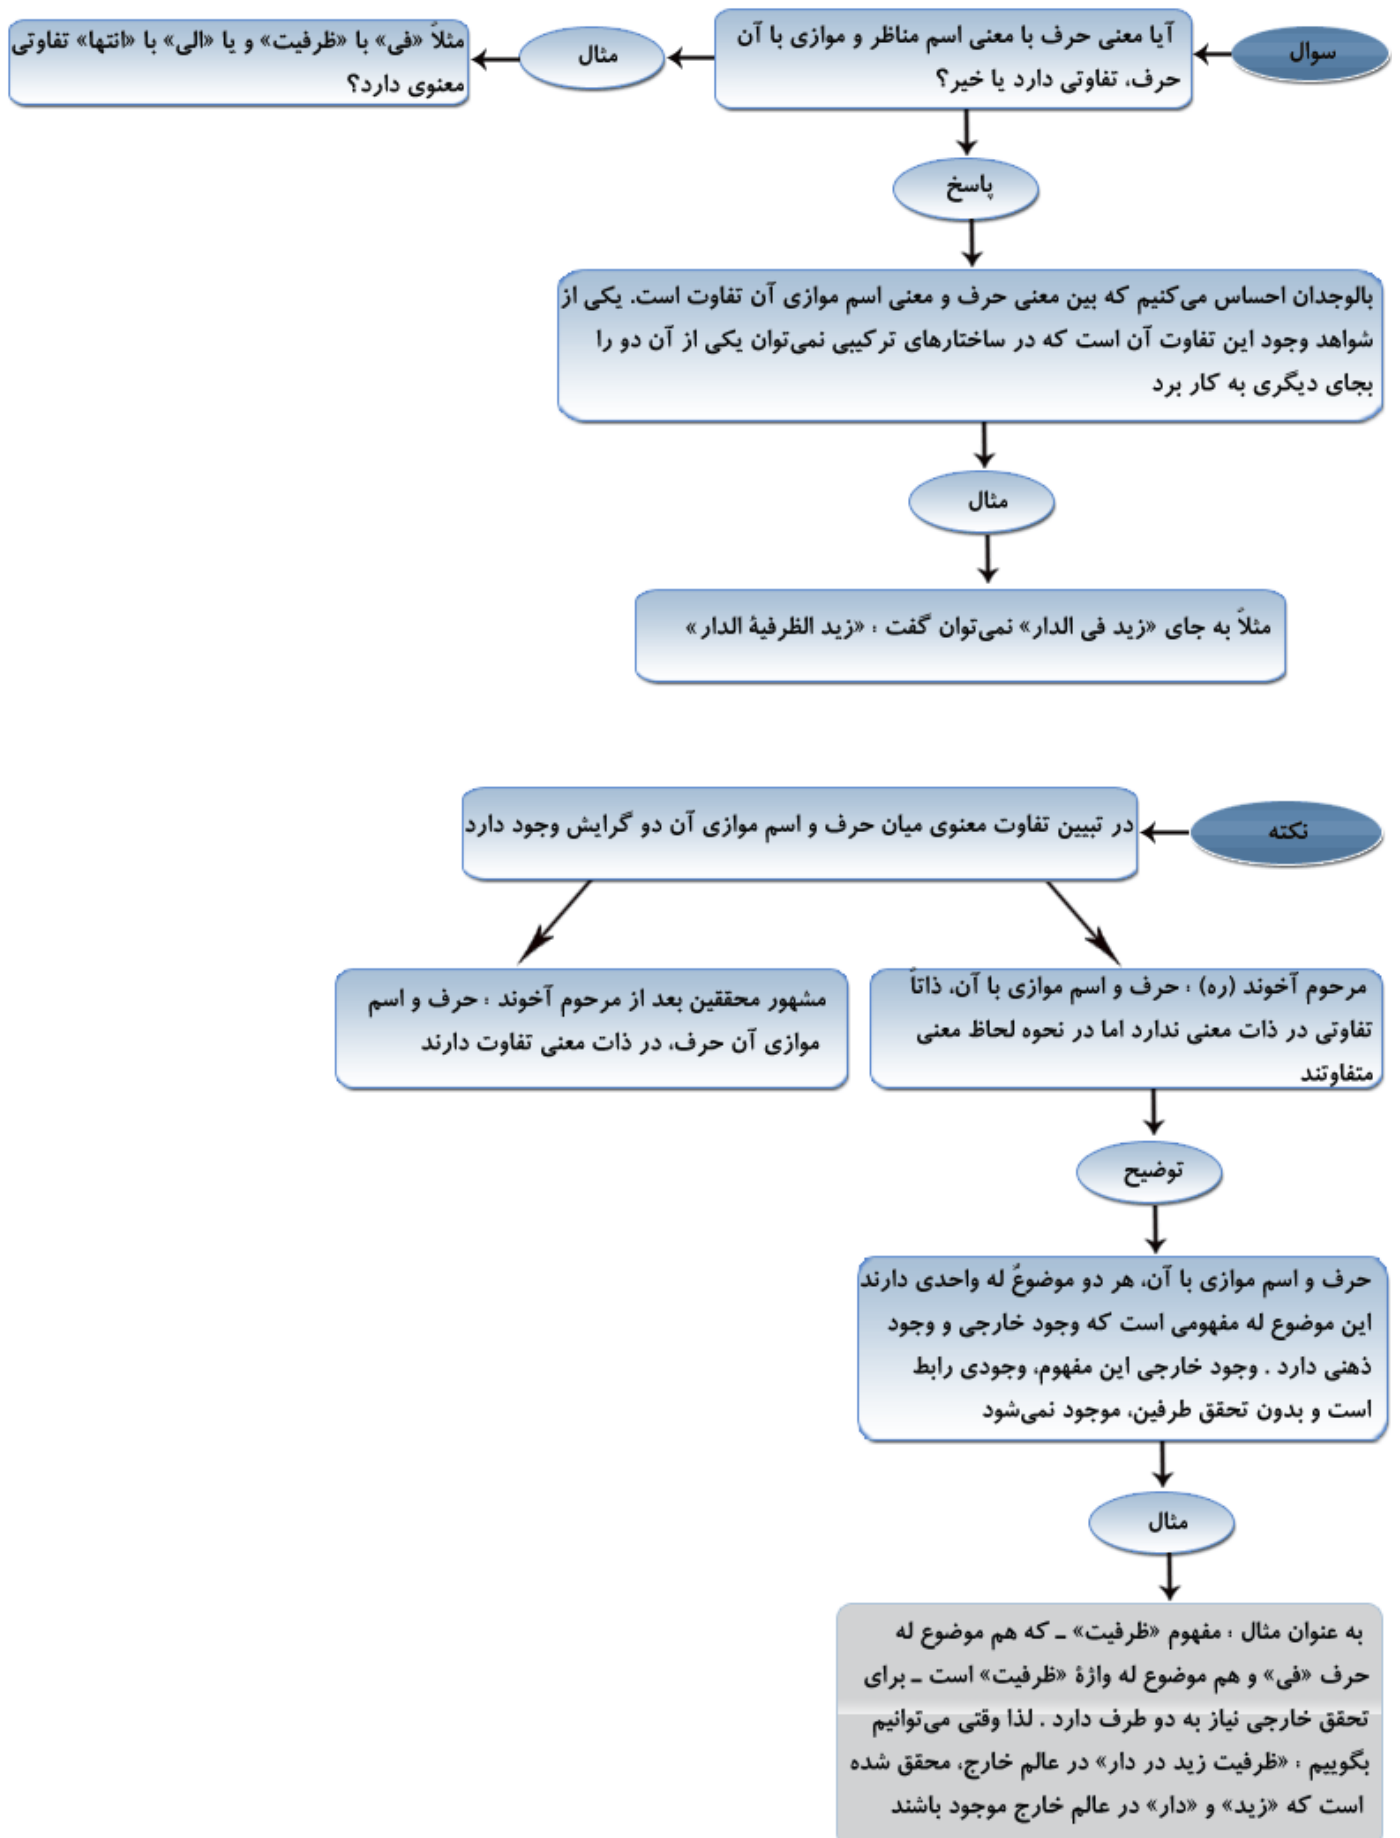 سوال
آیا معنی حرف با معنی اسم مناظر و موازی با آن
حرف، تفاوتی دارد یا خیر؟
مثال
مثلاً «فی» با «ظرفیت» و یا «الی» با «انتها» تفاوتی
معنوی دارد؟
پاسخ
بالوجدان احساس می‌کنیم که بین معنی حرف و معنی اسم موازی آن تفاوت است. یکی از
شواهد وجود این تفاوت آن است که در ساختارهای ترکیبی نمی‌توان یکی از آن دو را
بجای دیگری به کار برد
مثال
مثلاً به جای «زید فی الدار» نمی‌توان گفت : «زید الظرفیة الدار»
نکته
در تبیین تفاوت معنوی میان حرف و اسم موازی آن دو گرایش وجود دارد
مرحوم آخوند (ره) : حرف و اسم موازی با آن، ذاتاً
تفاوتی در ذات معنی ندارد اما در نحوه لحاظ معنی
متفاوتند
مشهور محققین بعد از مرحوم آخوند : حرف و اسم
موازی آن حرف، در ذات معنی تفاوت دارند
توضیح
حرف و اسم موازی با آن، هر دو موضوعٌ له واحدی دارند
این موضوع له مفهومی است که وجود خارجی و وجود
ذهنی دارد . وجود خارجی این مفهوم، وجودی رابط
است و بدون تحقق طرفین، موجود نمی‌شود
مثال
به عنوان مثال : مفهوم «ظرفیت» ـ که هم موضوع له
حرف «فی» و هم موضوع له واژهٔ «ظرفیت» است ـ برای
تحقق خارجی نیاز به دو طرف دارد . لذا وقتی می‌توانیم
بگوییم : «ظرفیت زید در دار» در عالم خارج، محقق شده
است که «زید» و «دار» در عالم خارج موجود باشند